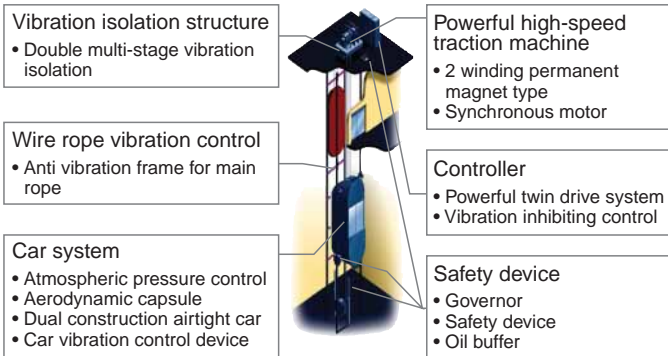 Vibration isolation structure
• Double multi-stage vibration
isolation
Wire rope vibration control
• Anti vibration frame for main
rope
Car system
• Atmospheric pressure control
• Aerodynamic capsule
• Dual construction airtight car
• Car vibration control device
Powerful high-speed
traction machine
• 2 winding permanent
magnet type
• Synchronous motor
Controller
• Powerful twin drive system
• Vibration inhibiting control
Safety device
• Governor
• Safety device
• Oil buffer